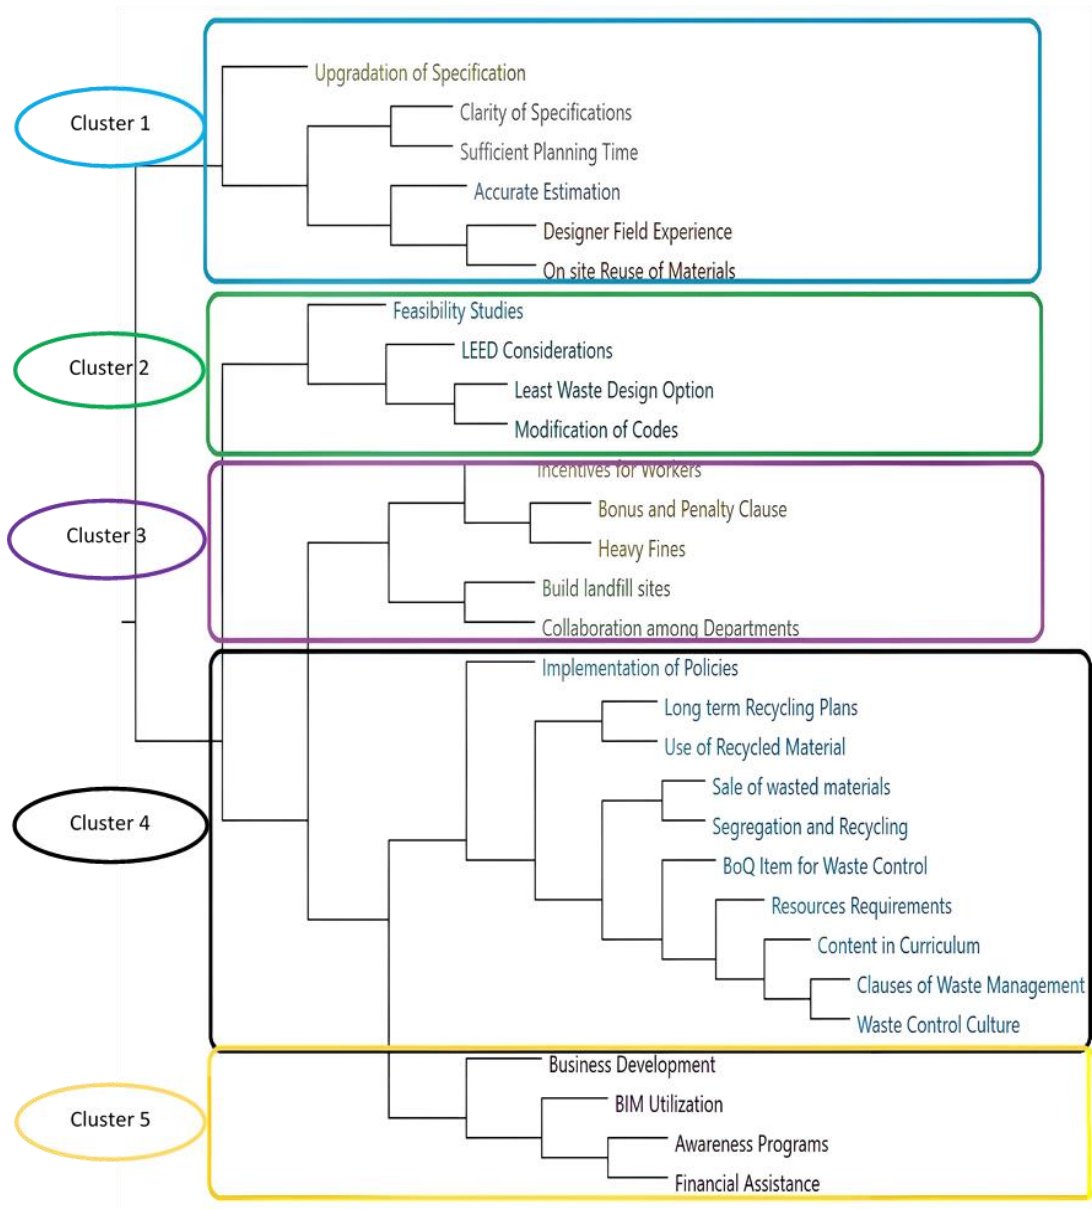 Cluster 1
Upgradation of Specification
Clarity of Specifications
Sufficient Planning Time
Accurate Estimation
Designer Field Experience
On site Reuse of Materials
Cluster 2
Feasibility Studies
LEED Considerations
Least Waste Design Option
Modification of Codes
Cluster 3
Incentives for Workers
Bonus and Penalty Clause
Heavy Fines
Build landfill sites
Collaboration among Departments
Cluster 4
Implementation of Policies
Long term Recycling Plans
Use of Recycled Material
Sale of wasted materials
Segregation and Recycling
BoQ Item for Waste Control
Resources Requirements
Content in Curriculum
Clauses of Waste Management
Waste Control Culture
Cluster 5
Business Development
BIM Utilization
Awareness Programs
Financial Assistance